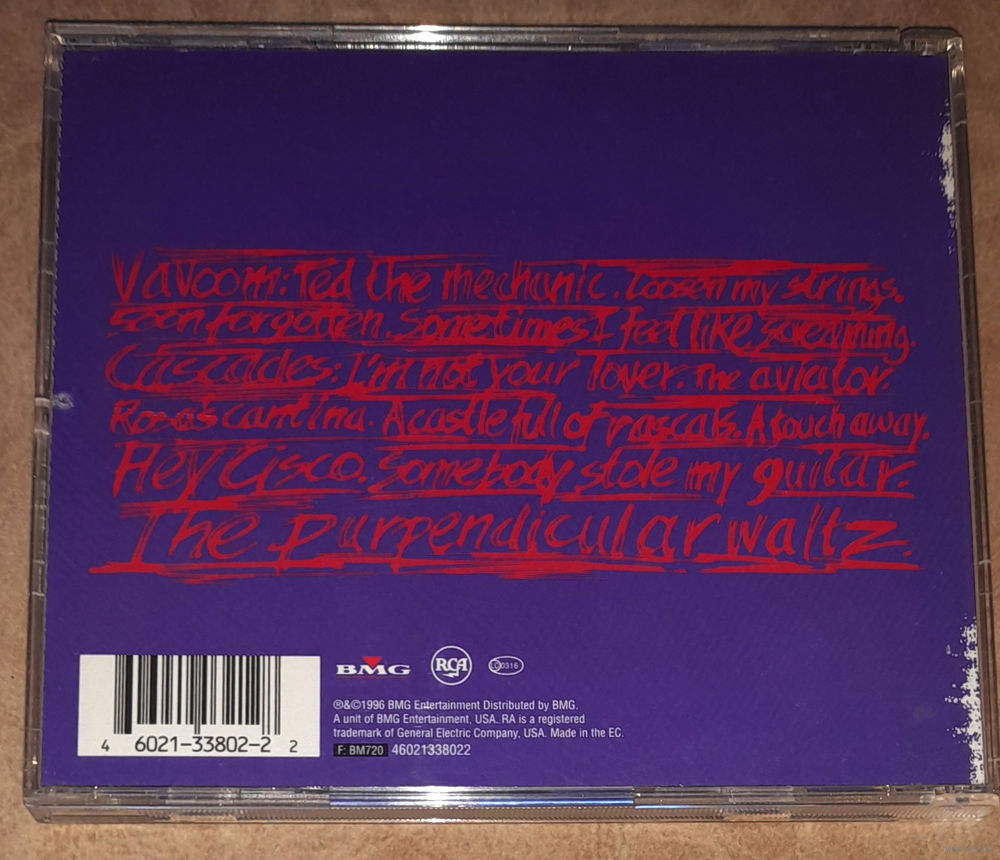 Vavoom: Ted the mechanic. Loosen my strings.
Soon forgotten. Sometimes I feel like screaming.
Cascades: I'm not your lover. The aviator.
Rosa's cantina. A castle full of rascals. A touch away.
Hey Cisco. Somebody stole my guitar.
The purpendicular waltz.
BMG RCA LC 0316
℗&©1996 BMG Entertainment Distributed by BMG.
A unit of BMG Entertainment, USA. RA is a registered
trademark of General Electric Company, USA. Made in the EC.
F: BM720 46021338022
4 6021-33802-2 2